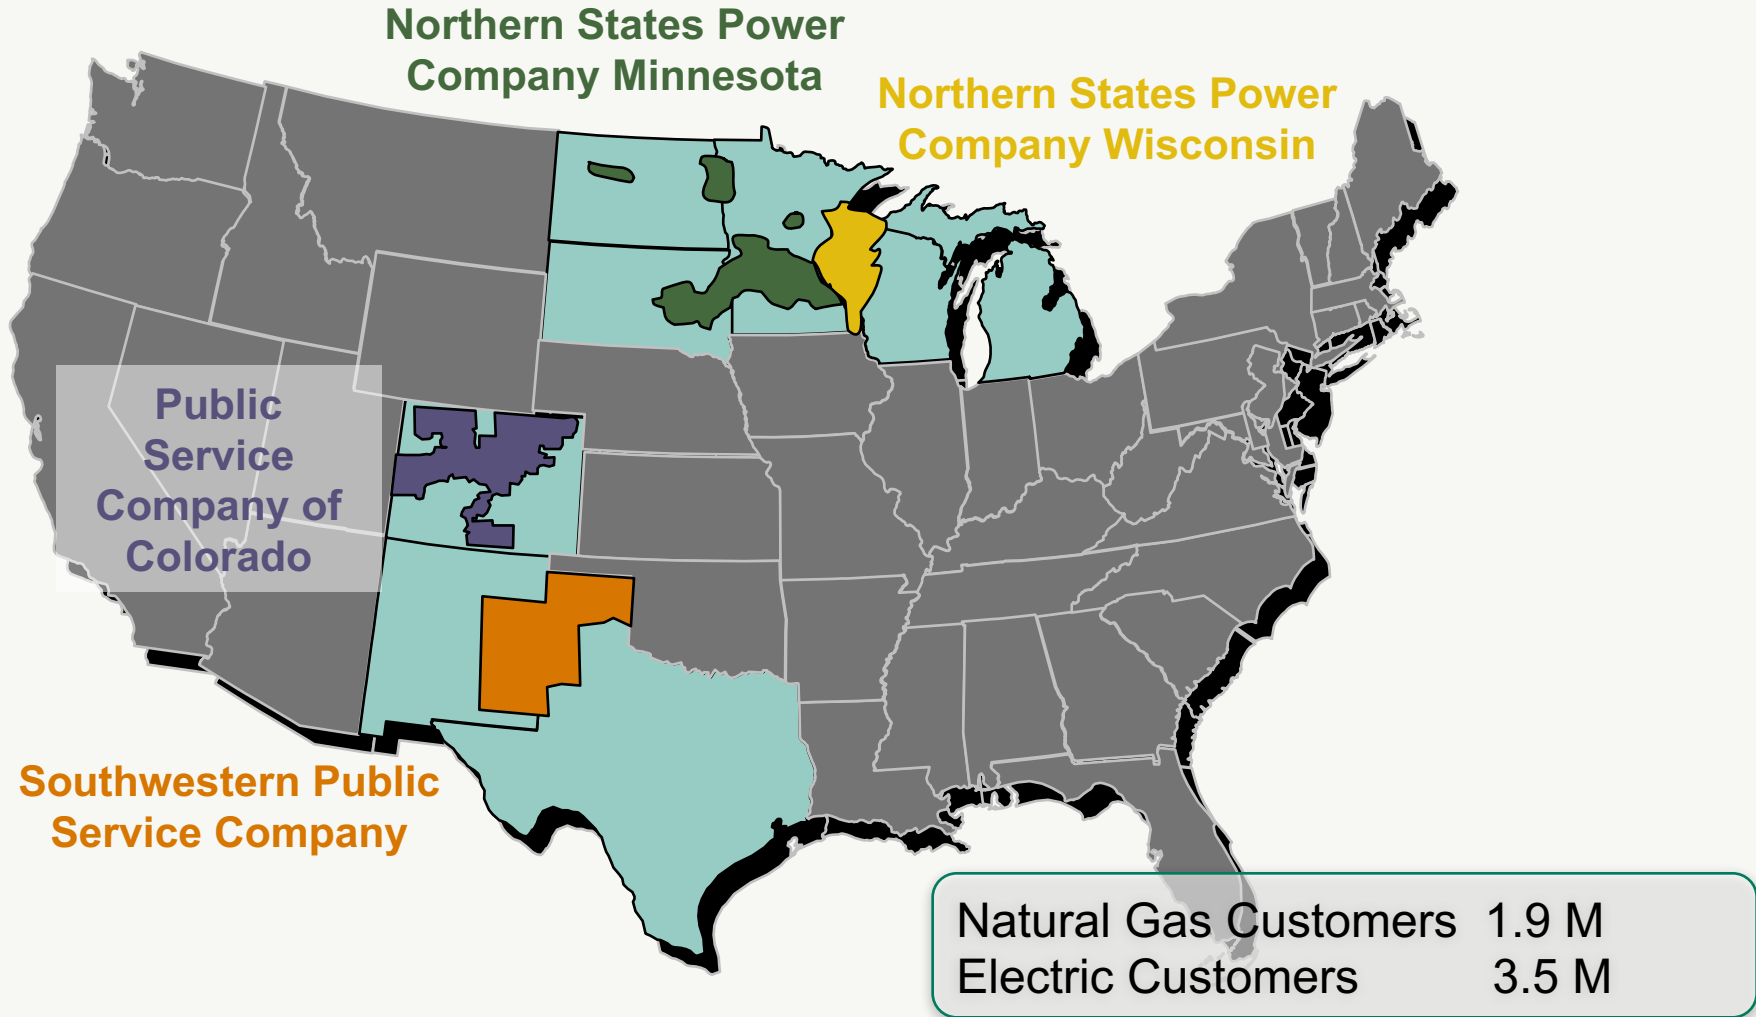 Northern States Power
Company Minnesota
Northern States Power
Company Wisconsin
Public
Service
Company of
Colorado
Southwestern Public
Service Company
Natural Gas Customers 1.9 M
Electric Customers 3.5 M